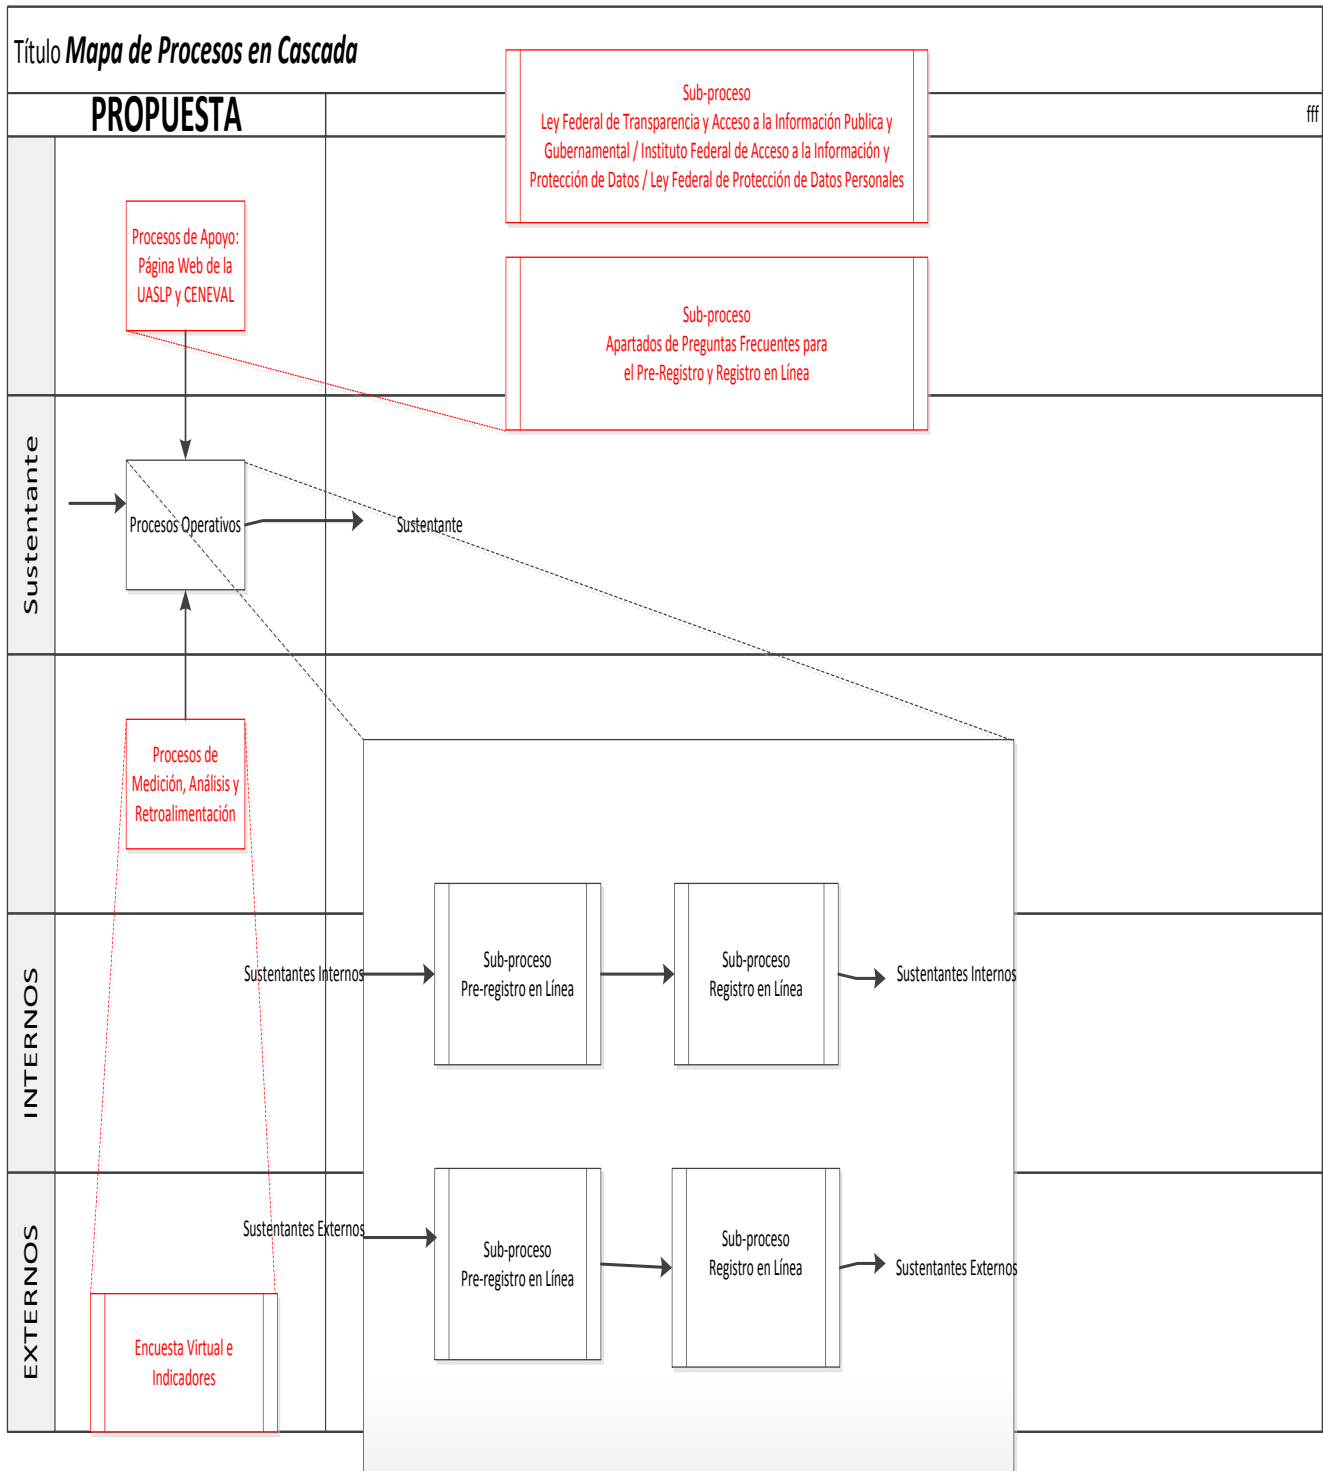 Título Mapa de Procesos en Cascada
PROPUESTA
fff
Sub-proceso
Ley Federal de Transparencia y Acceso a la Información Publica y
Gubernamental / Instituto Federal de Acceso a la Información y
Protección de Datos / Ley Federal de Protección de Datos Personales
Procesos de Apoyo:
Página Web de la
UASLP y CENEVAL
Sub-proceso
Apartados de Preguntas Frecuentes para
el Pre-Registro y Registro en Línea
Sustentante
Procesos Operativos
Sustentante
Procesos de
Medición, Análisis y
Retroalimentación
INTERNOS
Sustentantes Internos
Sub-proceso
Pre-registro en Línea
Sub-proceso
Registro en Línea
Sustentantes Internos
EXTERNOS
Sustentantes Externos
Sub-proceso
Pre-registro en Línea
Sub-proceso
Registro en Línea
Sustentantes Externos
Encuesta Virtual e
Indicadores